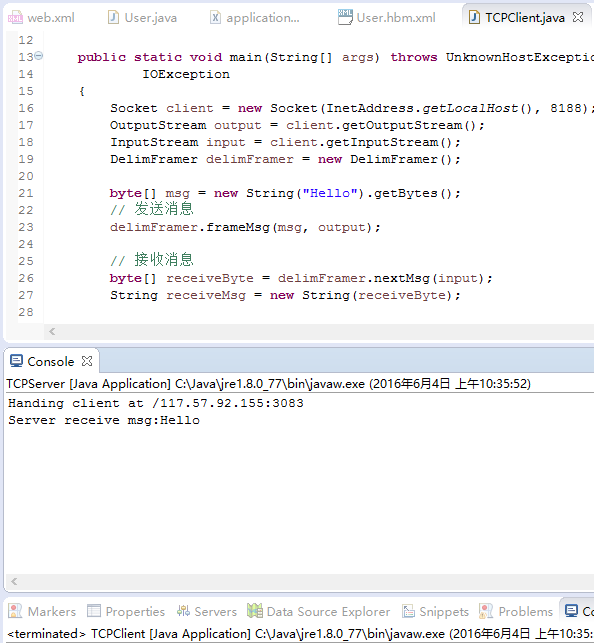 web.xml User.java application... User.hbm.xml TCPClient.java
12
13 public static void main(String[] args) throws UnknownHostExceptio
14 IOException
15 {
16 Socket client = new Socket(InetAddress.getLocalHost(), 8188);
17 OutputStream output = client.getOutputStream();
18 InputStream input = client.getInputStream();
19 DelimFramer delimFramer = new DelimFramer();
20
21 byte[] msg = new String("Hello").getBytes();
22 // 发送消息
23 delimFramer.frameMsg(msg, output);
24
25 // 接收消息
26 byte[] receiveByte = delimFramer.nextMsg(input);
27 String receiveMsg = new String(receiveByte);
28
Console
TCPServer [Java Application] C:\Java\jre1.8.0_77\bin\javaw.exe (2016年6月4日 上午10:35:52)
Handing client at /117.57.92.155:3083
Server receive msg:Hello
Markers Properties Servers Data Source Explorer Snippets Problems Co
<terminated> TCPClient [Java Application] C:\Java\jre1.8.0_77\bin\javaw.exe (2016年6月4日 上午10:35: